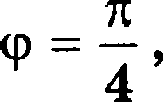 φ = π/4 ,